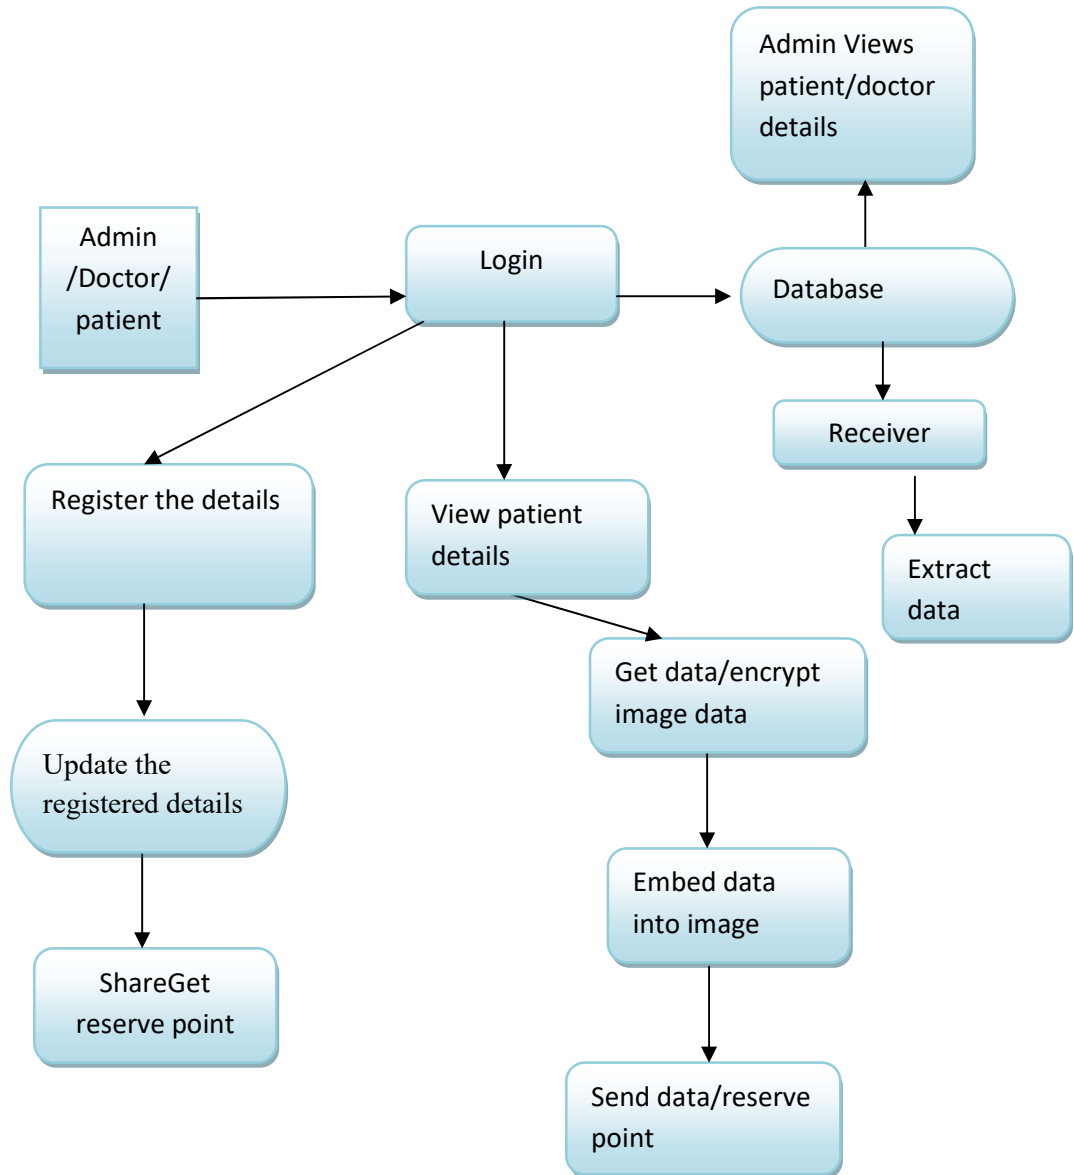 Admin Views
patient/doctor
details
Admin
/Doctor/
patient
Login
Database
Receiver
Register the details
View patient
details
Extract
data
Get data/encrypt
image data
Update the
registered details
Embed data
into image
ShareGet
reserve point
Send data/reserve
point